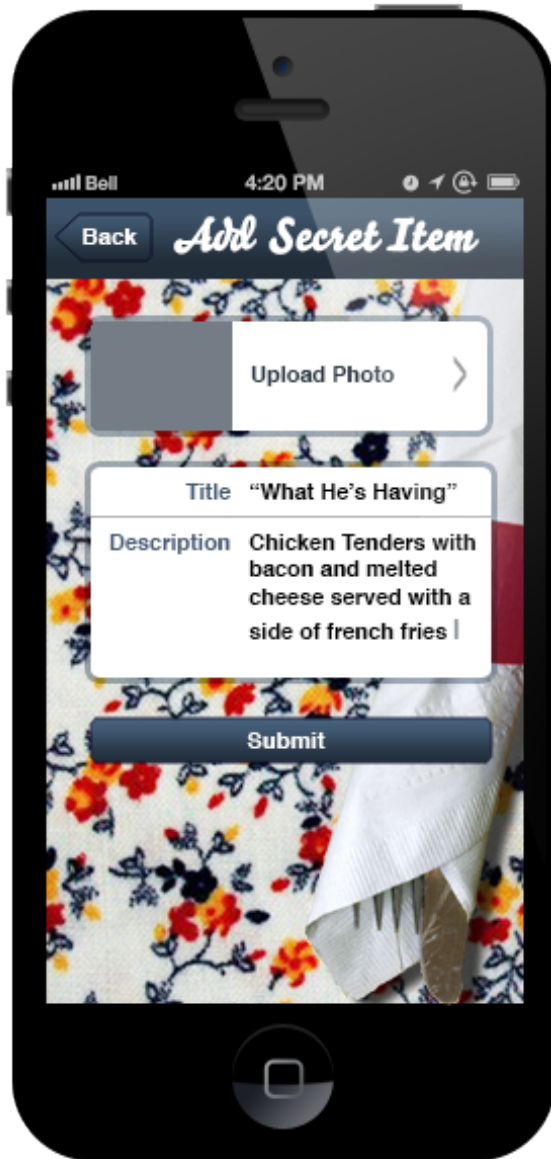 Bell 4:20 PM
Back Add Secret Item
Upload Photo
Title “What He’s Having”
Description Chicken Tenders with
bacon and melted
cheese served with a
side of french fries
Submit